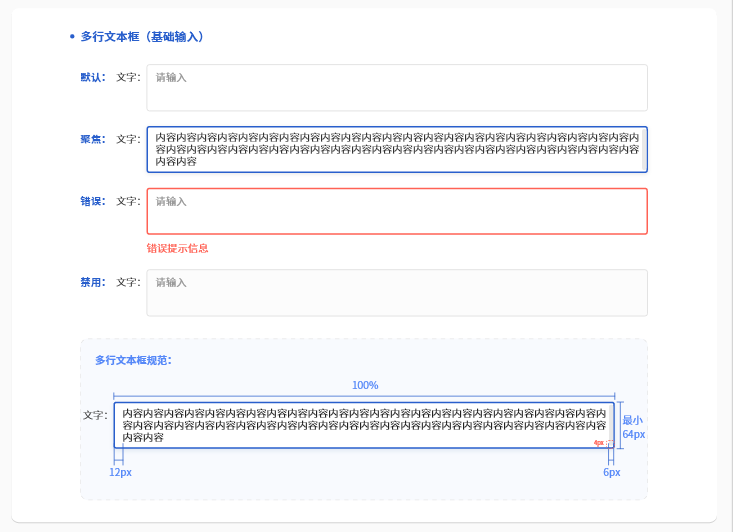 多行文本框（基础输入）
默认： 文字： 请输入
聚焦： 文字： 内容内容内容内容内容内容内容内容内容内容内容内容内容内容内容内容内容内容内容内容内容内容内容内
容内容内容内容内容内容内容内容内容内容内容内容内容内容内容内容内容内容内容内容内容内容内容内容
内容内容
错误： 文字： 请输入
错误提示信息
禁用： 文字： 请输入
多行文本框规范：
100%
文字： 内容内容内容内容内容内容内容内容内容内容内容内容内容内容内容内容内容内容内容内容内容内容内容内
容内容内容内容内容内容内容内容内容内容内容内容内容内容内容内容内容内容内容内容内容内容内容内容
内容内容
最小
64px
4px
12px 6px